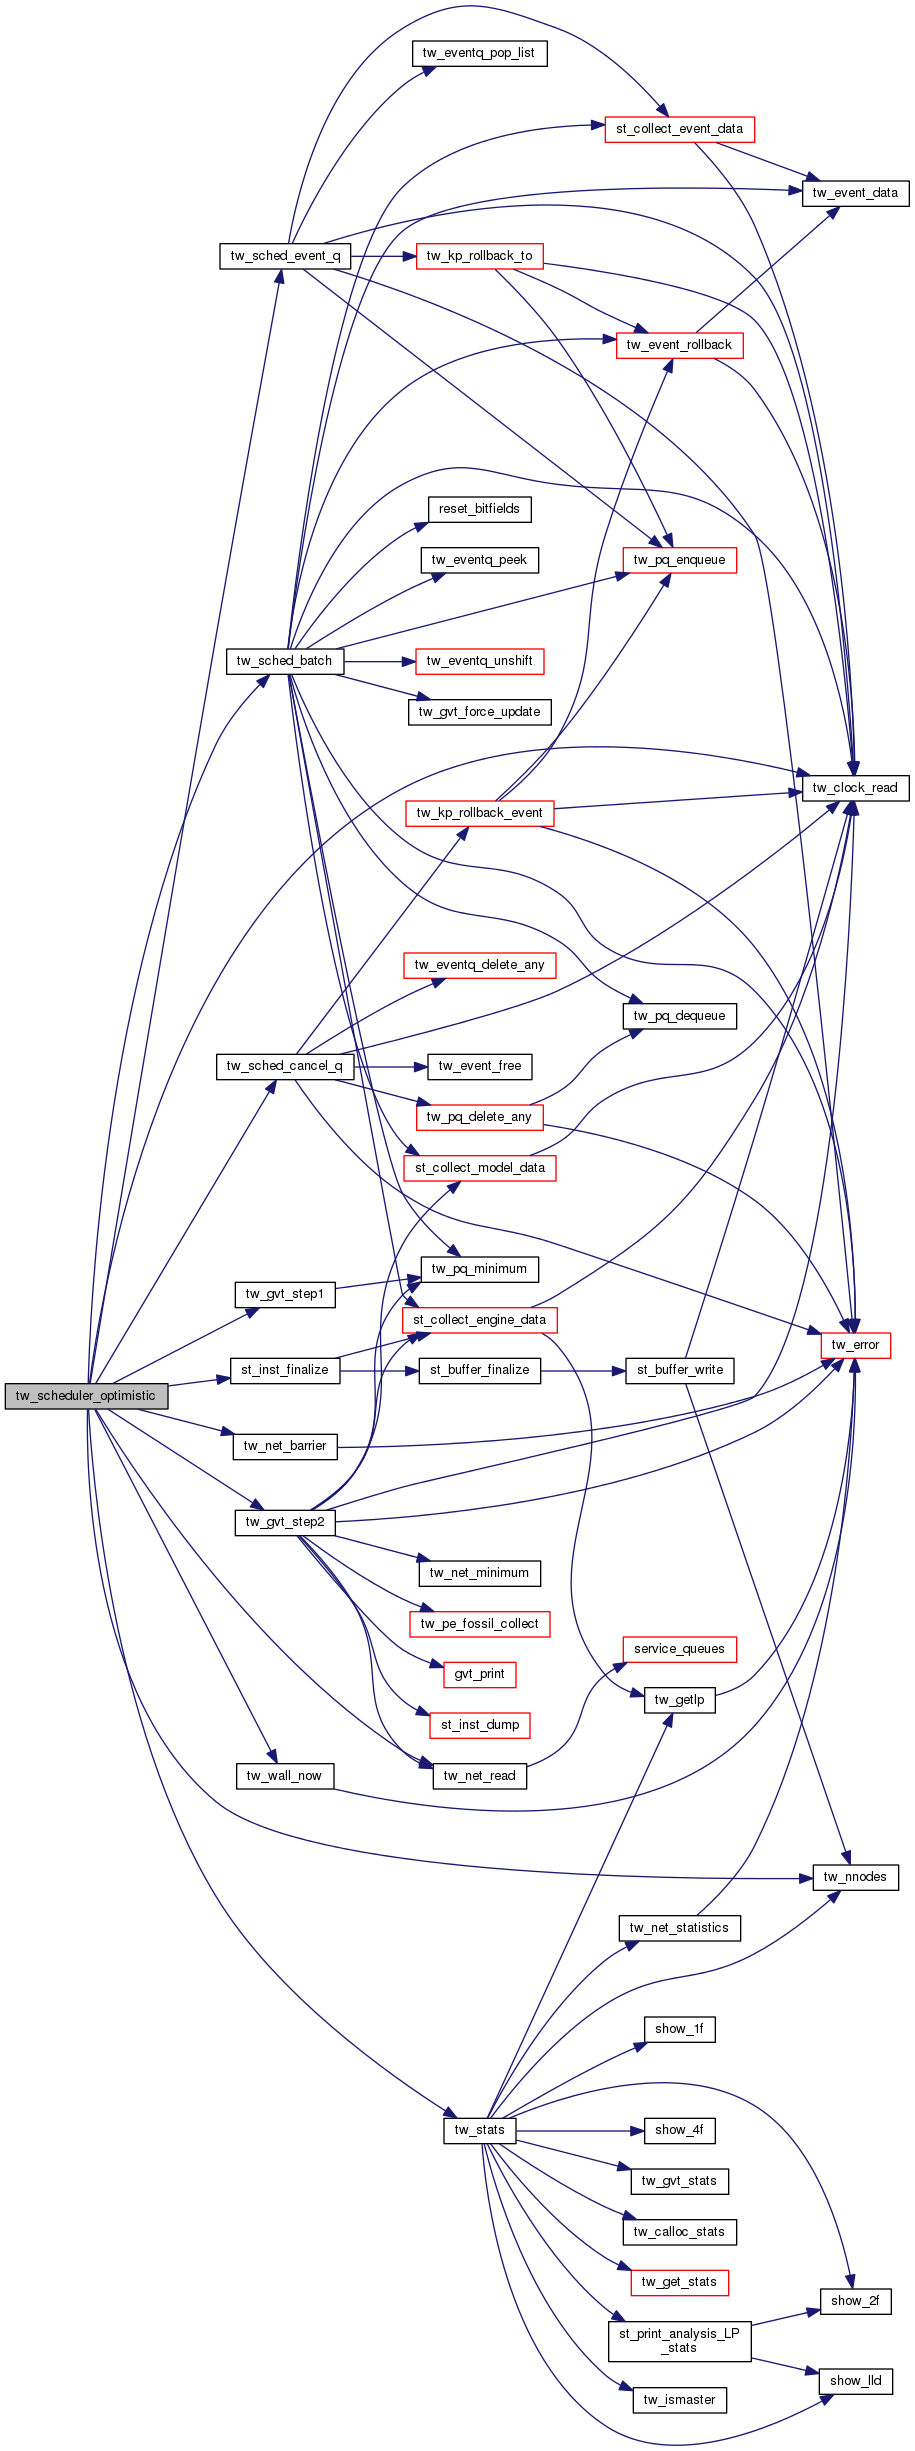 tw_eventq_pop_list
st_collect_event_data
tw_event_data
tw_sched_event_q
tw_kp_rollback_to
tw_event_rollback
reset_bitfields
tw_eventq_peek
tw_pq_enqueue
tw_sched_batch
tw_eventq_unshift
tw_gvt_force_update
tw_clock_read
tw_kp_rollback_event
tw_eventq_delete_any
tw_pq_dequeue
tw_sched_cancel_q
tw_event_free
tw_pq_delete_any
st_collect_model_data
tw_pq_minimum
tw_gvt_step1
st_collect_engine_data
tw_error
st_inst_finalize
st_buffer_finalize
st_buffer_write
tw_scheduler_optimistic
tw_net_barrier
tw_gvt_step2
tw_net_minimum
tw_pe_fossil_collect
service_queues
gvt_print
tw_getlp
st_inst_dump
tw_wall_now
tw_net_read
tw_nnodes
tw_net_statistics
show_1f
tw_stats
show_4f
tw_gvt_stats
tw_calloc_stats
tw_get_stats
show_2f
st_print_analysis_LP
_stats
show_lld
tw_ismaster